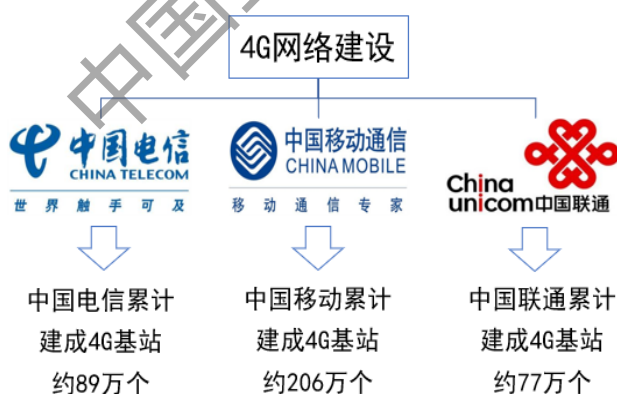 中国
4G网络建设
中国电信
CHINA TELECOM
世界触手可及
中国移动通信
CHINA MOBILE
移动通信专家
China
unicom中国联通
中国电信累计
建成4G基站
约89万个
中国移动累计
建成4G基站
约206万个
中国联通累计
建成4G基站
约77万个